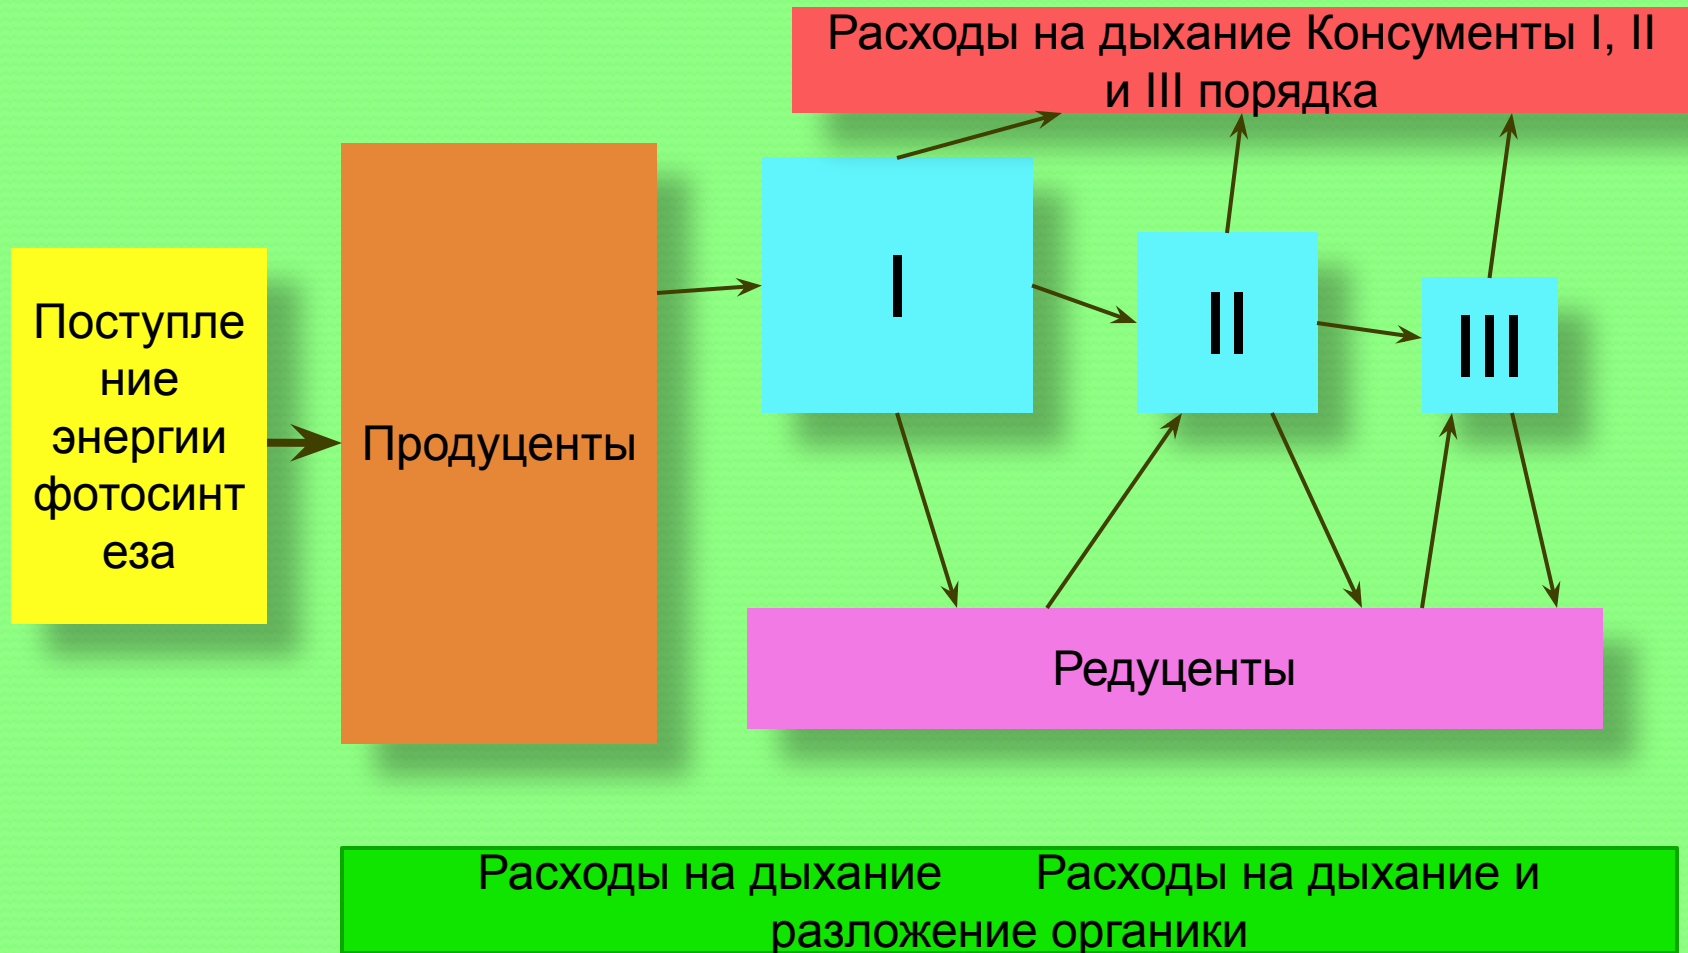 Расходы на дыхание Консументы I, II
и III порядка
Поступле
ние
энергии
фотосинт
еза
Продуценты
I
II
III
Редуценты
Расходы на дыхание Расходы на дыхание и
разложение органики